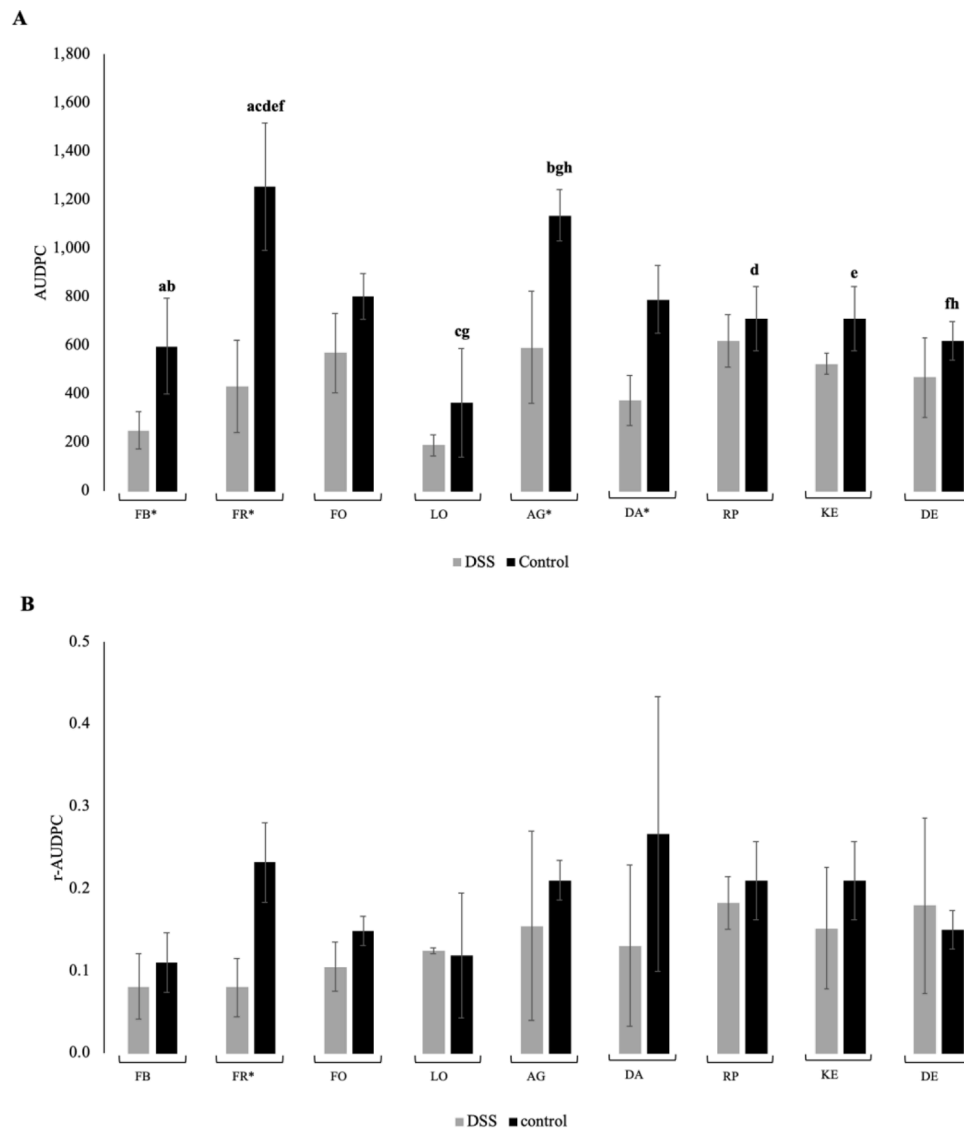 A
1,800
1,600
1,400
1,200
1,000
800
600
400
200
0
AUDPC
ab
acdef
cg
bgh
d
e
fh
FB* FR* FO LO AG* DA* RP KE DE
DSS Control
B
0.5
0.4
0.3
0.2
0.1
0.0
r-AUDPC
FB FR* FO LO AG DA RP KE DE
DSS control